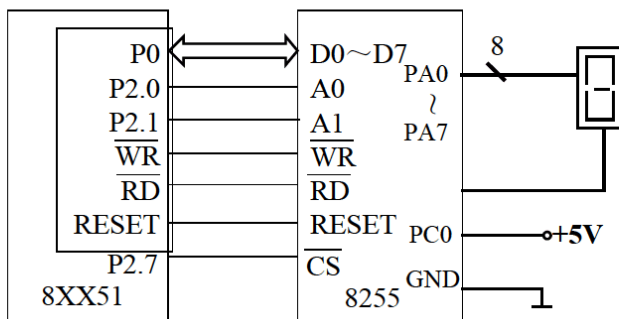 P0
P2.0
P2.1
WR
RD
RESET
P2.7
8XX51
D0～D7
A0
A1
WR
RD
RESET
CS
8255
PA0
～
PA7
PC0
GND
8
+5V